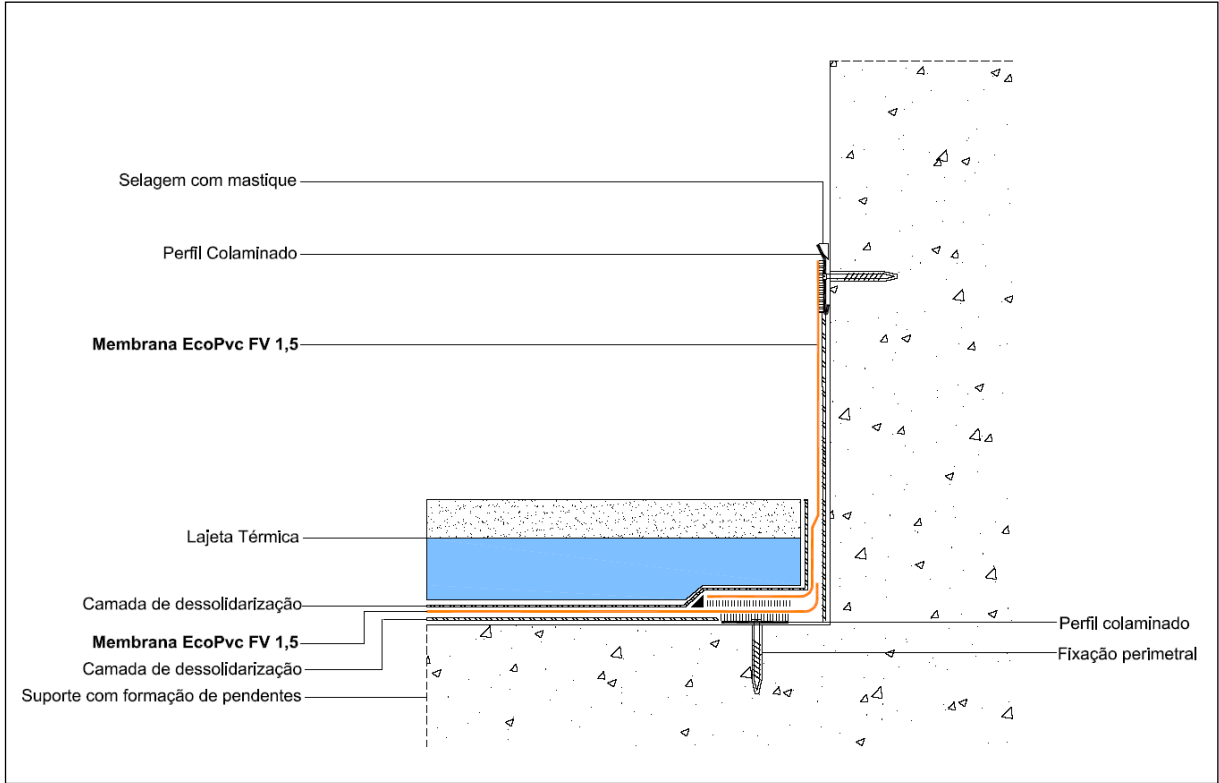 Selagem com mastique
Perfil Colaminado
Membrana EcoPvc FV 1,5
Lajeta Térmica
Camada de dessolidarização
Membrana EcoPvc FV 1,5
Camada de dessolidarização
Suporte com formação de pendentes
Perfil colaminado
Fixação perimetral